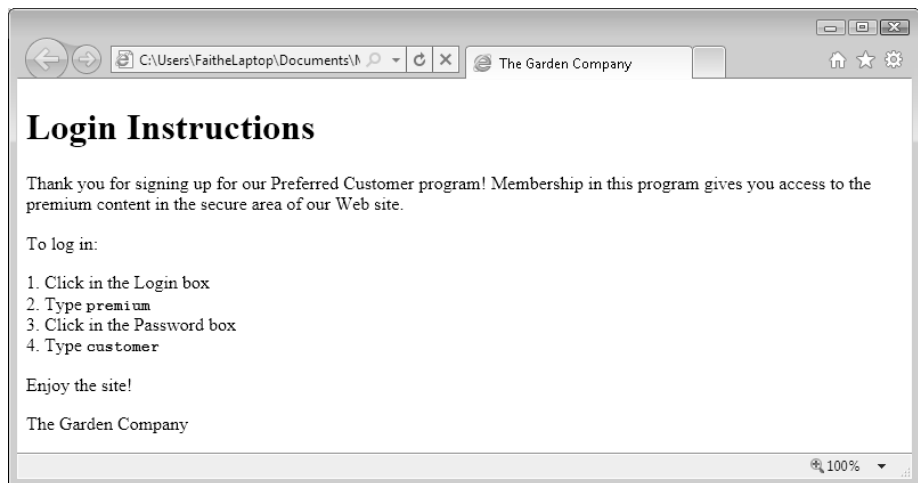 C:\Users\FaitheLaptop\Documents\
The Garden Company
Login Instructions
Thank you for signing up for our Preferred Customer program! Membership in this program gives you access to the
premium content in the secure area of our Web site.
To log in:
1. Click in the Login box
2. Type premium
3. Click in the Password box
4. Type customer
Enjoy the site!
The Garden Company
100%